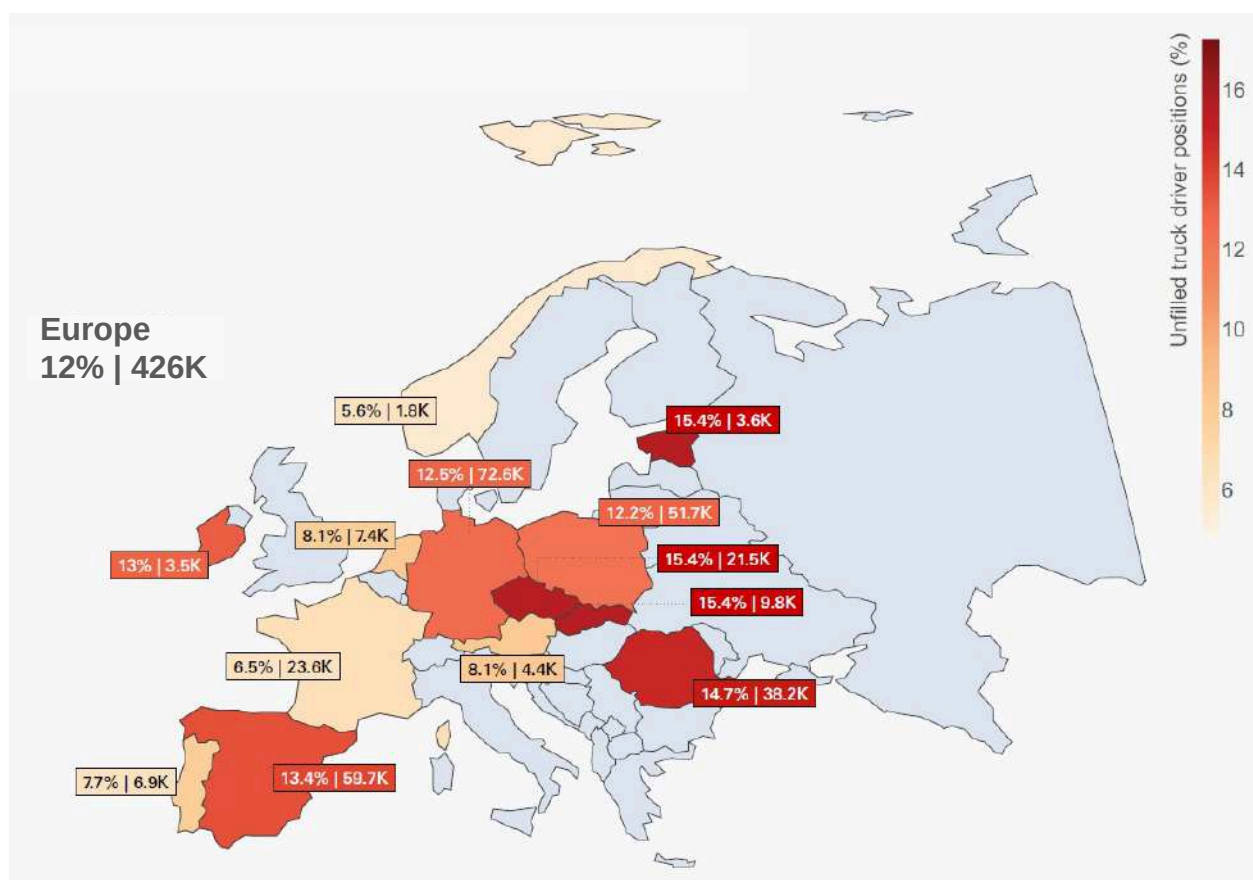 Unfilled truck driver positions (%)
16
14
12
10
8
6
Europe
12% | 426K
5.6% | 1.8K
15.4% | 3.6K
12.5% | 72.6K
12.2% | 51.7K
8.1% | 7.4K
15.4% | 21.5K
13% | 3.5K
15.4% | 9.8K
6.5% | 23.6K
8.1% | 4.4K
14.7% | 38.2K
7.7% | 6.9K
13.4% | 59.7K